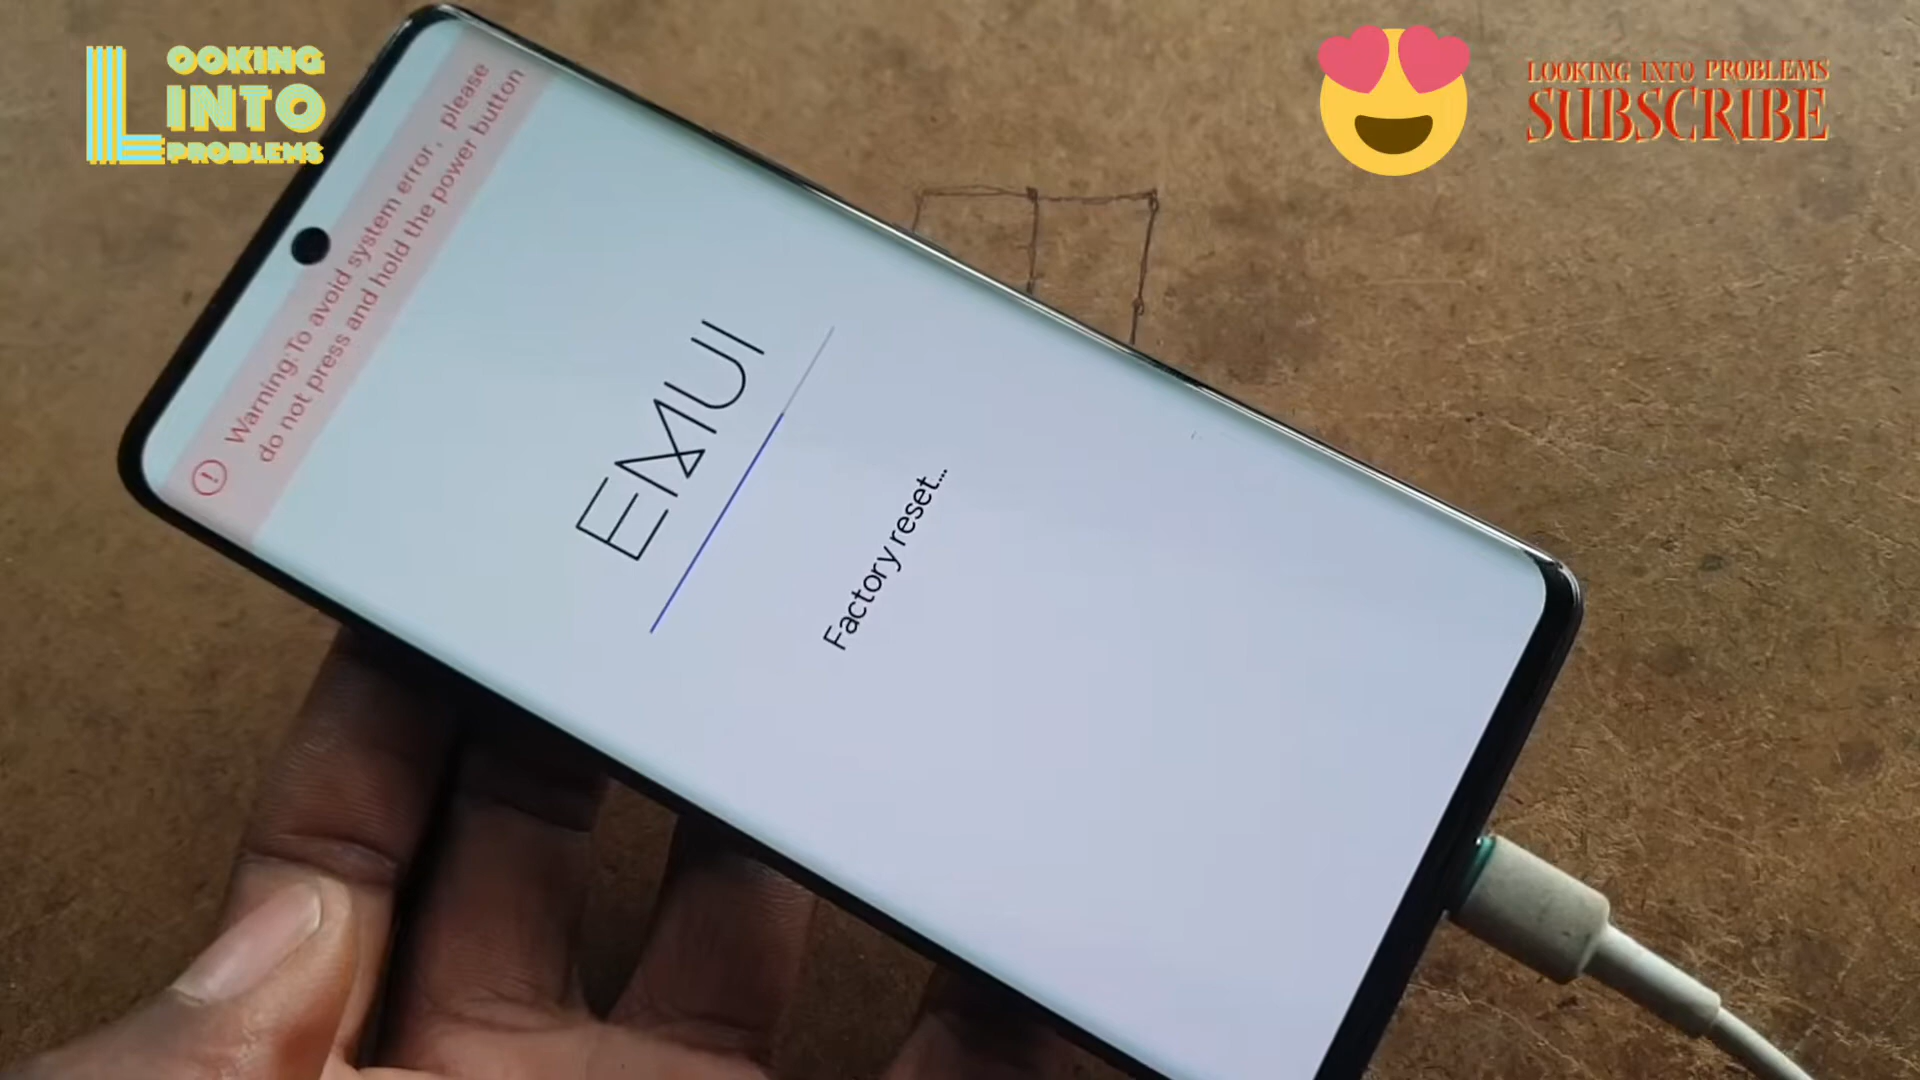 LOOKING
INTO
PROBLEMS
LOOKING INTO PROBLEMS
SUBSCRIBE
Warning:To avoid system error, please
do not press and hold the power button
EMUI
Factory reset...